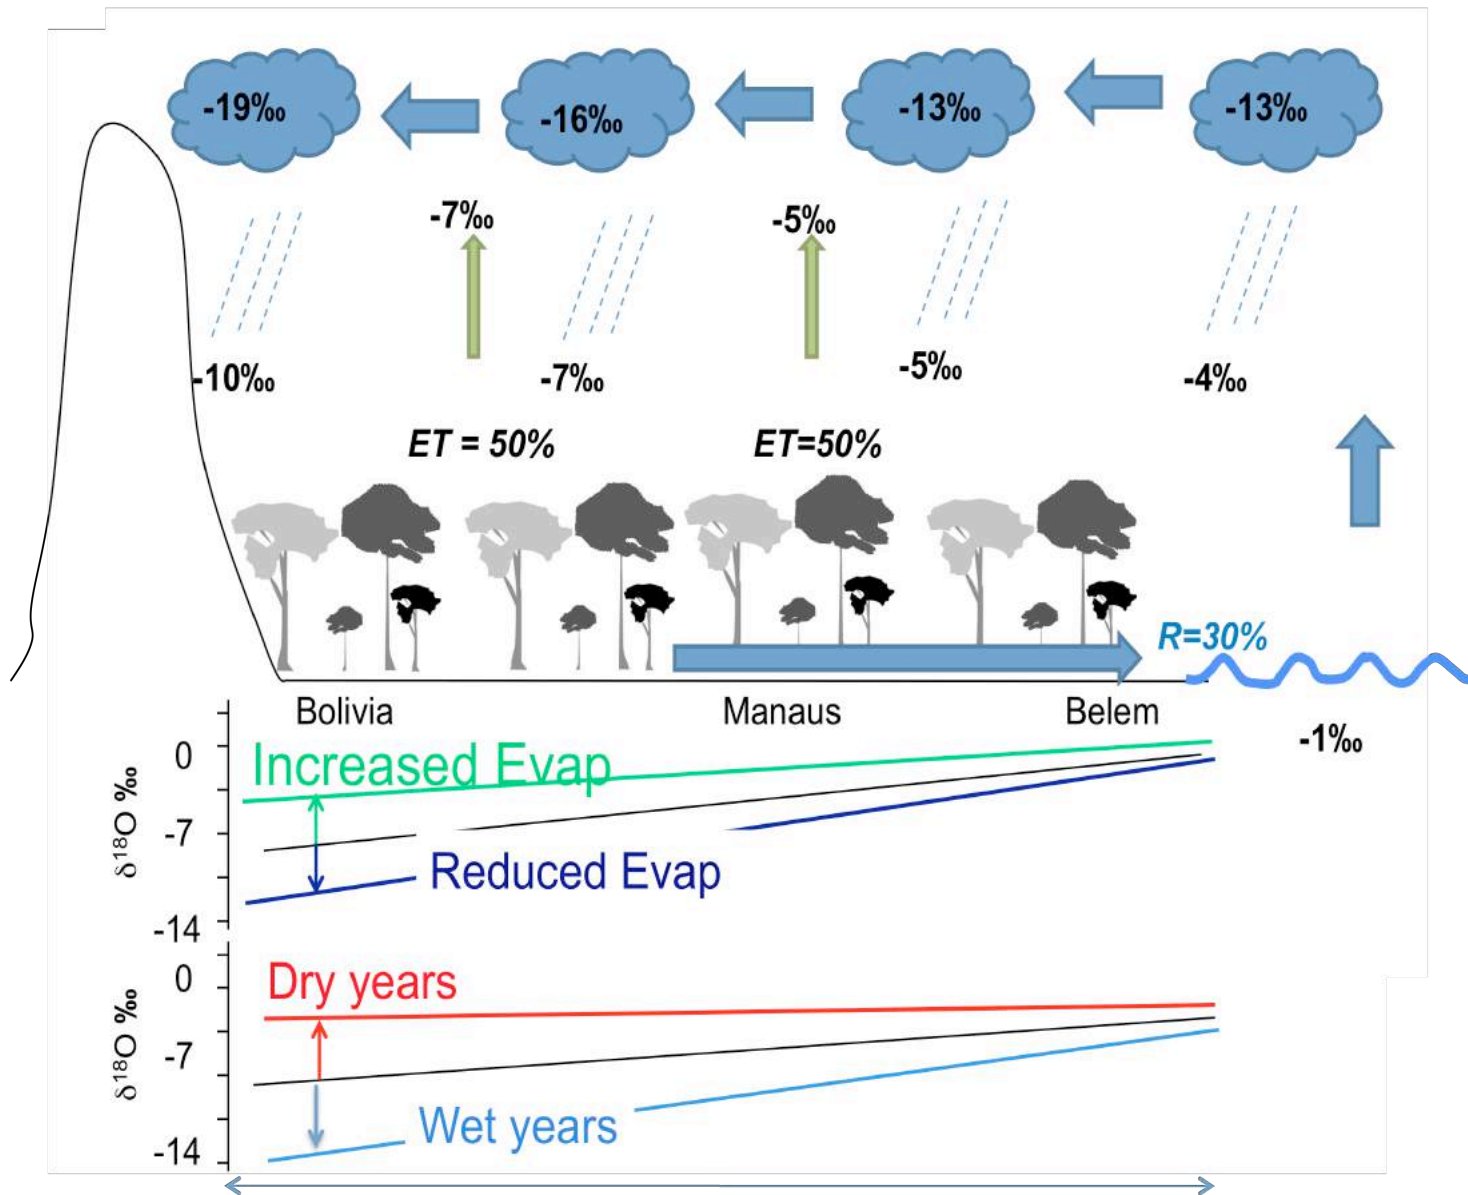 -19‰ -16‰ -13‰ -13‰
-7‰ -5‰
-10‰ -7‰ -5‰ -4‰
ET = 50% ET=50%
R=30%
Bolivia Manaus Belem
-1‰
Increased Evap
Reduced Evap
0
-7
-14
δ¹⁸O ‰
Dry years
Wet years
0
-7
-14
δ¹⁸O ‰